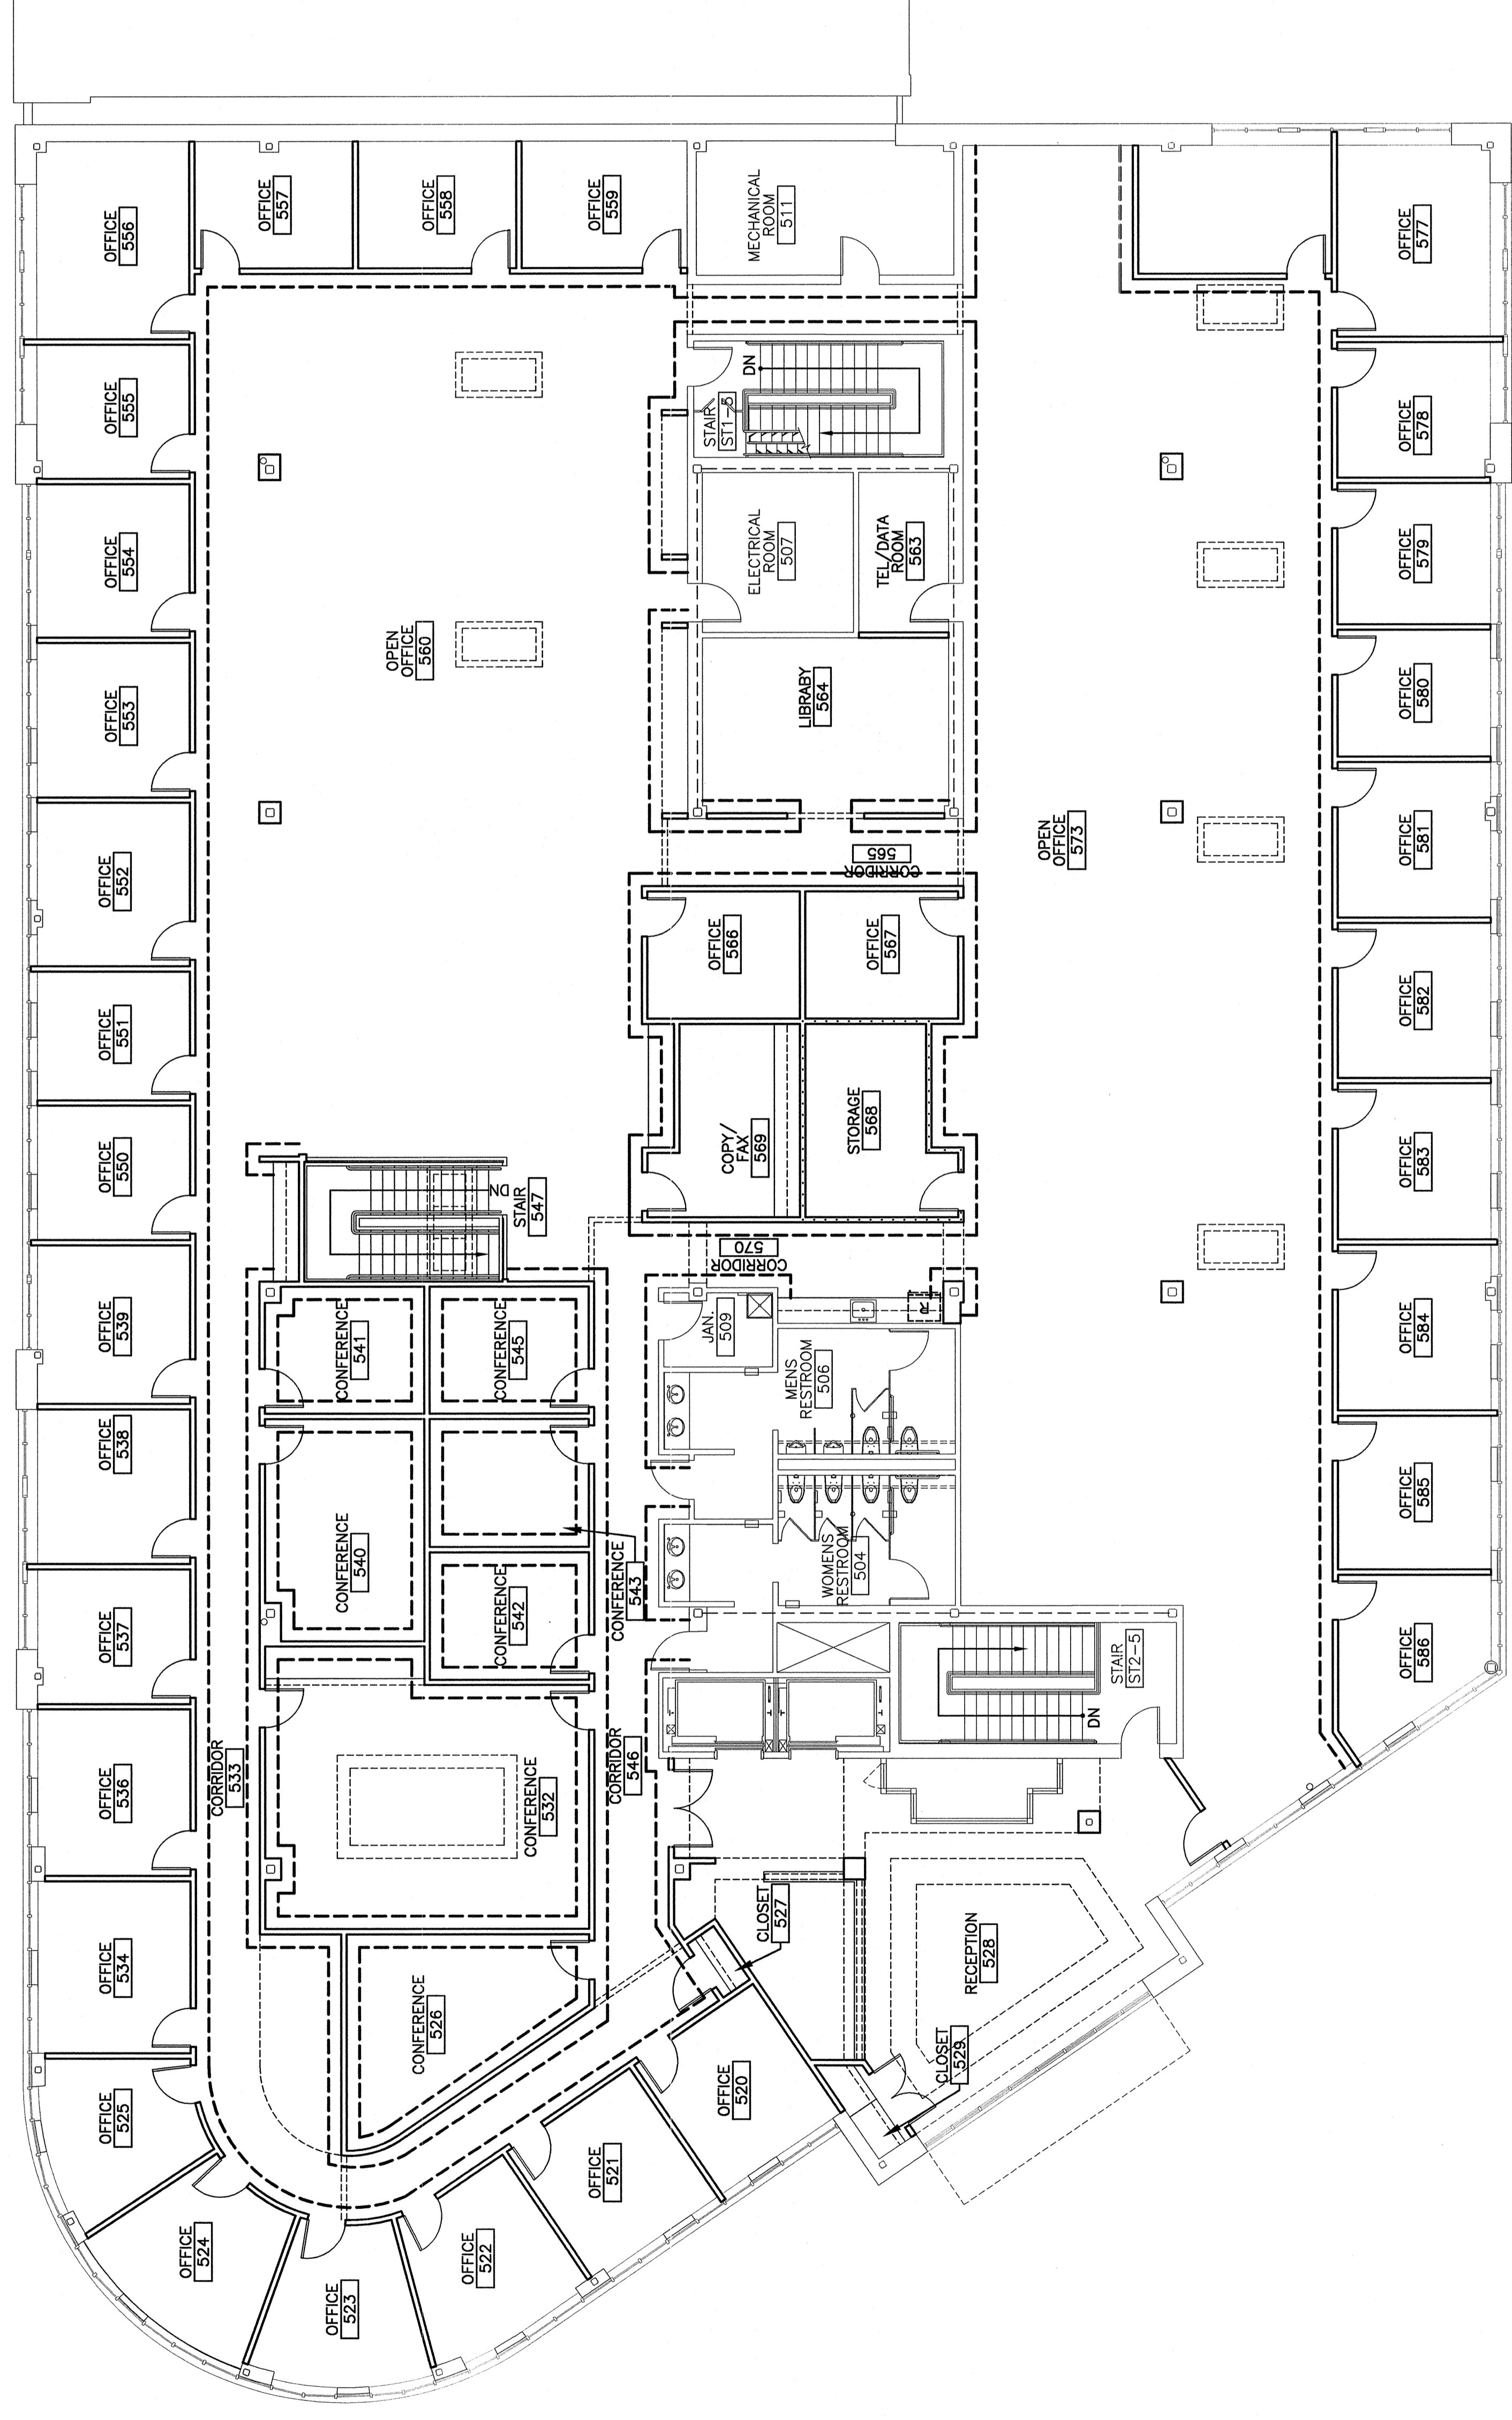 OFFICE
556
OFFICE
557
OFFICE
558
OFFICE
559
MECHANICAL
ROOM
511
OFFICE
577
OFFICE
555
DN
STAIR
ST1-5
OFFICE
578
OFFICE
554
ELECTRICAL
ROOM
507
TEL/DATA
ROOM
563
OFFICE
579
OPEN
OFFICE
560
OFFICE
553
LIBRABY
564
OFFICE
580
OFFICE
552
CORRIDOR
565
OPEN
OFFICE
573
OFFICE
581
OFFICE
566
OFFICE
567
OFFICE
582
OFFICE
551
OFFICE
550
COPY/
FAX
569
STORAGE
568
OFFICE
583
DN
STAIR
547
CORRIDOR
570
OFFICE
539
CONFERENCE
541
CONFERENCE
545
JAN.
509
R
OFFICE
584
MENS
RESTROOM
506
OFFICE
538
CONFERENCE
540
CONFERENCE
543
WOMENS
RESTROOM
504
OFFICE
585
OFFICE
537
CONFERENCE
542
STAIR
ST2-5
DN
OFFICE
586
OFFICE
536
CORRIDOR
533
CONFERENCE
532
CORRIDOR
546
OFFICE
534
CLOSET
527
RECEPTION
528
CONFERENCE
526
CLOSET
529
OFFICE
525
OFFICE
520
OFFICE
521
OFFICE
524
OFFICE
522
OFFICE
523